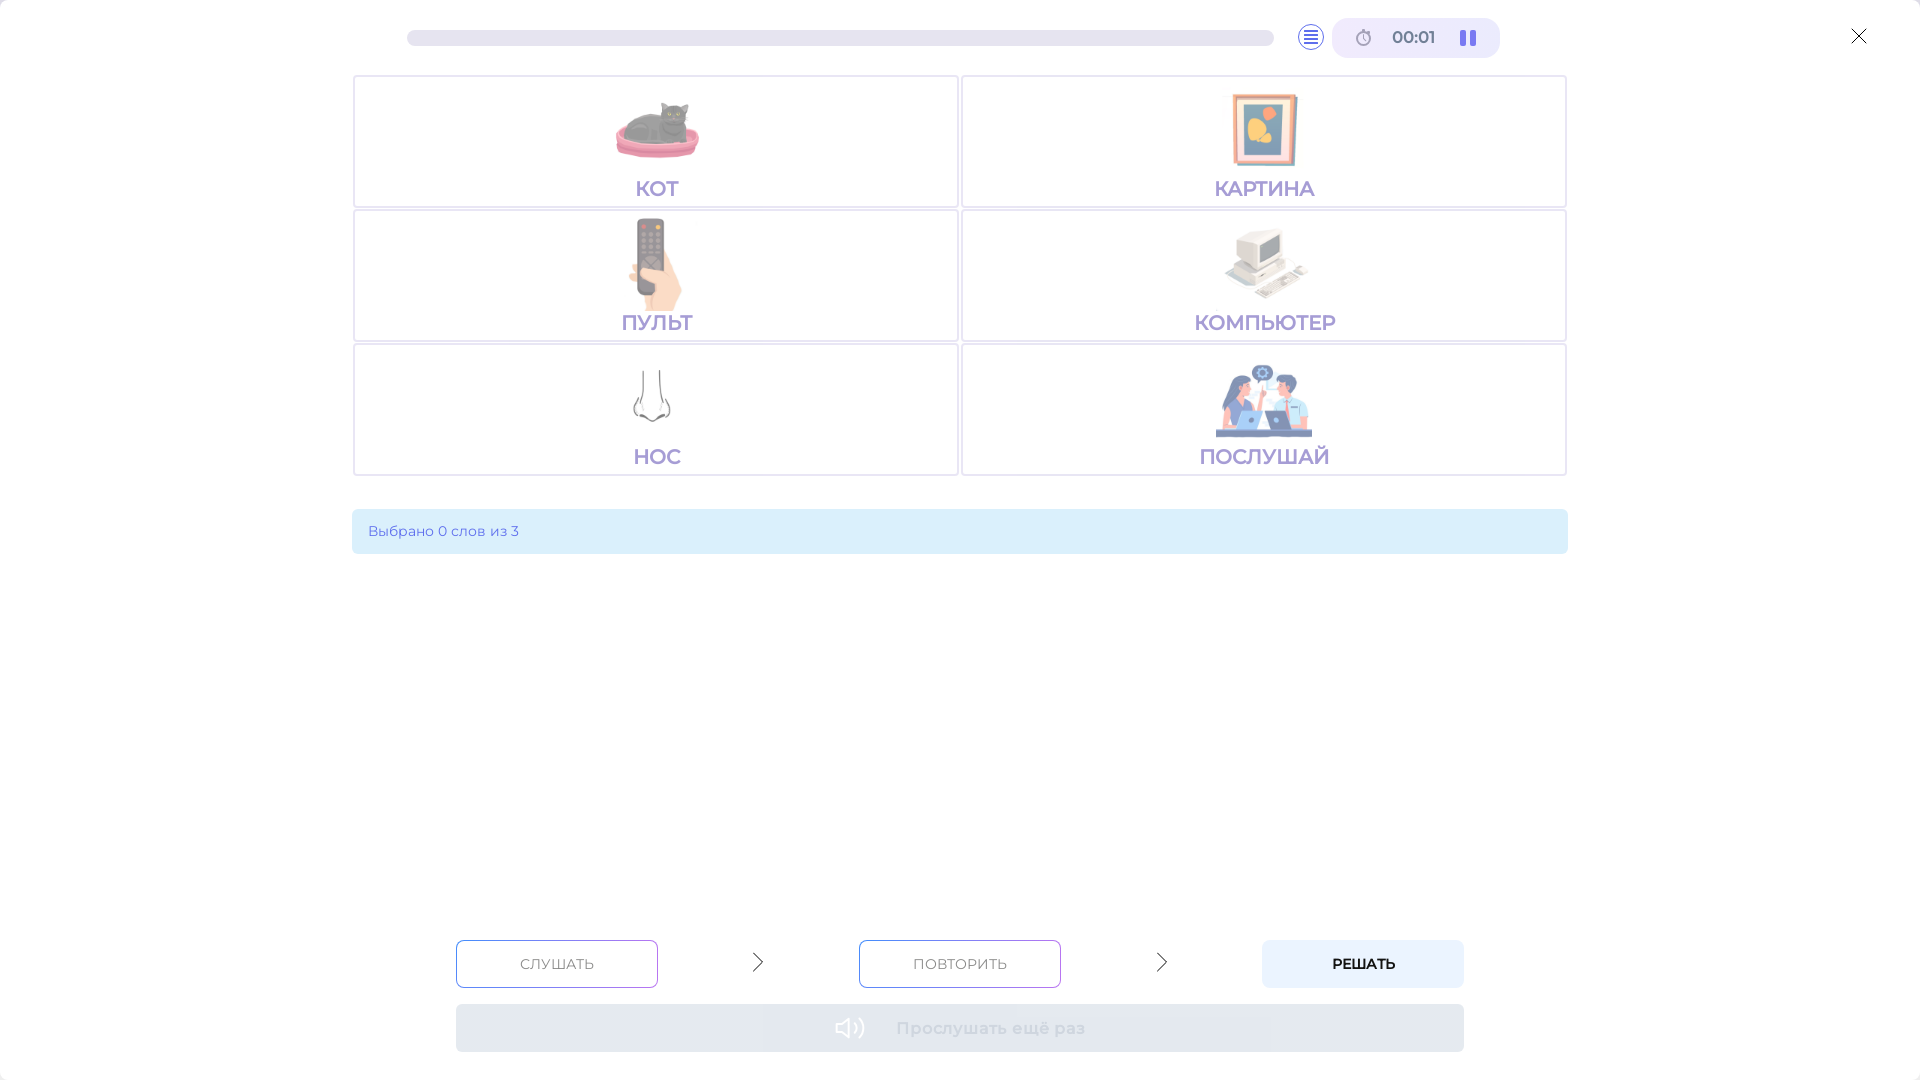 00:01
КОТ
КАРТИНА
ПУЛЬТ
КОМПЬЮТЕР
НОС
ПОСЛУШАЙ
Выбрано 0 слов из 3
СЛУШАТЬ
ПОВТОРИТЬ
РЕШАТЬ
Прослушать ещё раз